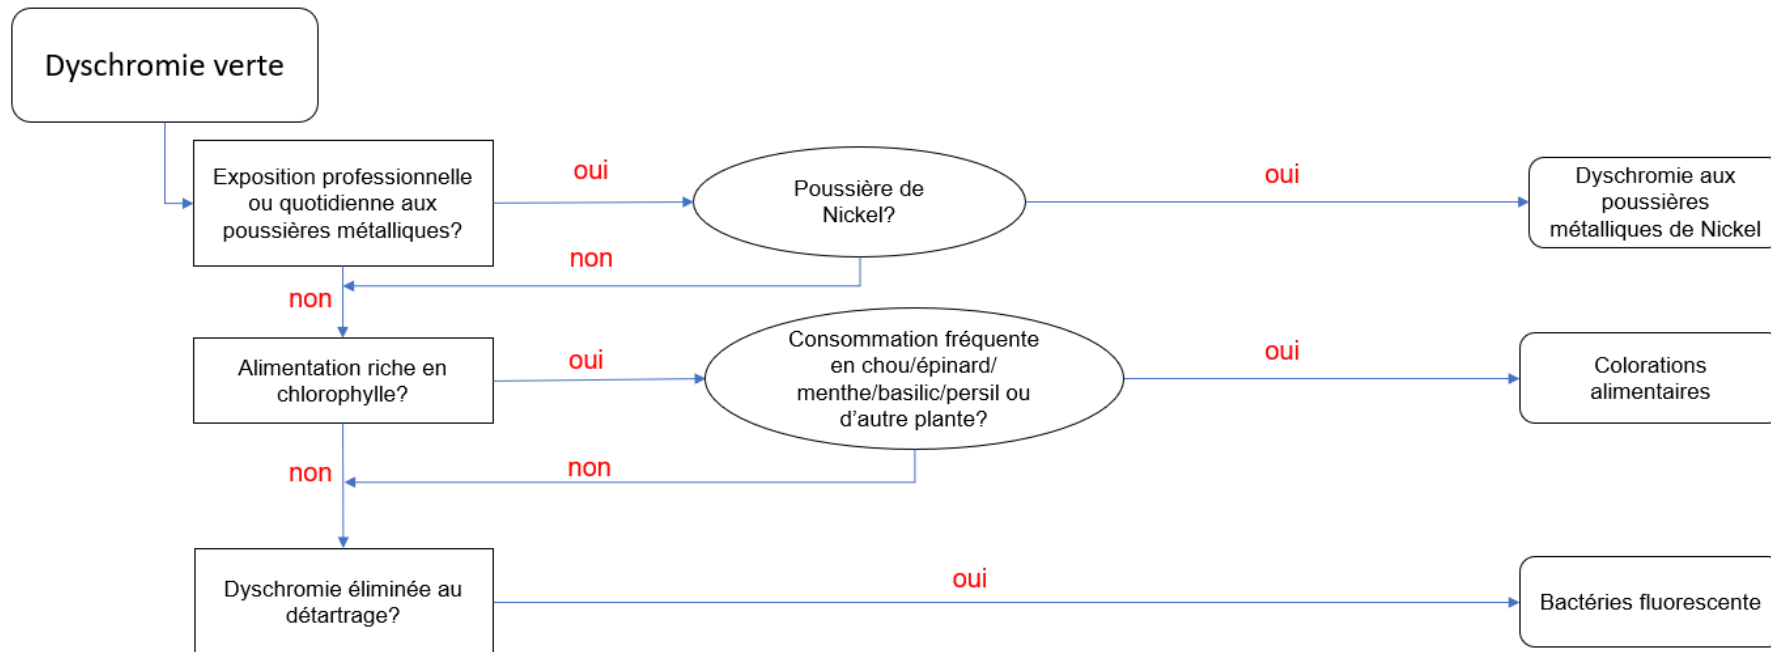 Dyschromie verte
Exposition professionnelle
ou quotidienne aux
poussières métalliques?
oui
Poussière de
Nickel?
oui
Dyschromie aux
poussières
métalliques de Nickel
non
non
Alimentation riche en
chlorophylle?
oui
Consommation fréquente
en chou/épinard/
menthe/basilic/persil ou
d’autre plante?
oui
Colorations
alimentaires
non
non
Dyschromie éliminée au
détartrage?
oui
Bactéries fluorescente